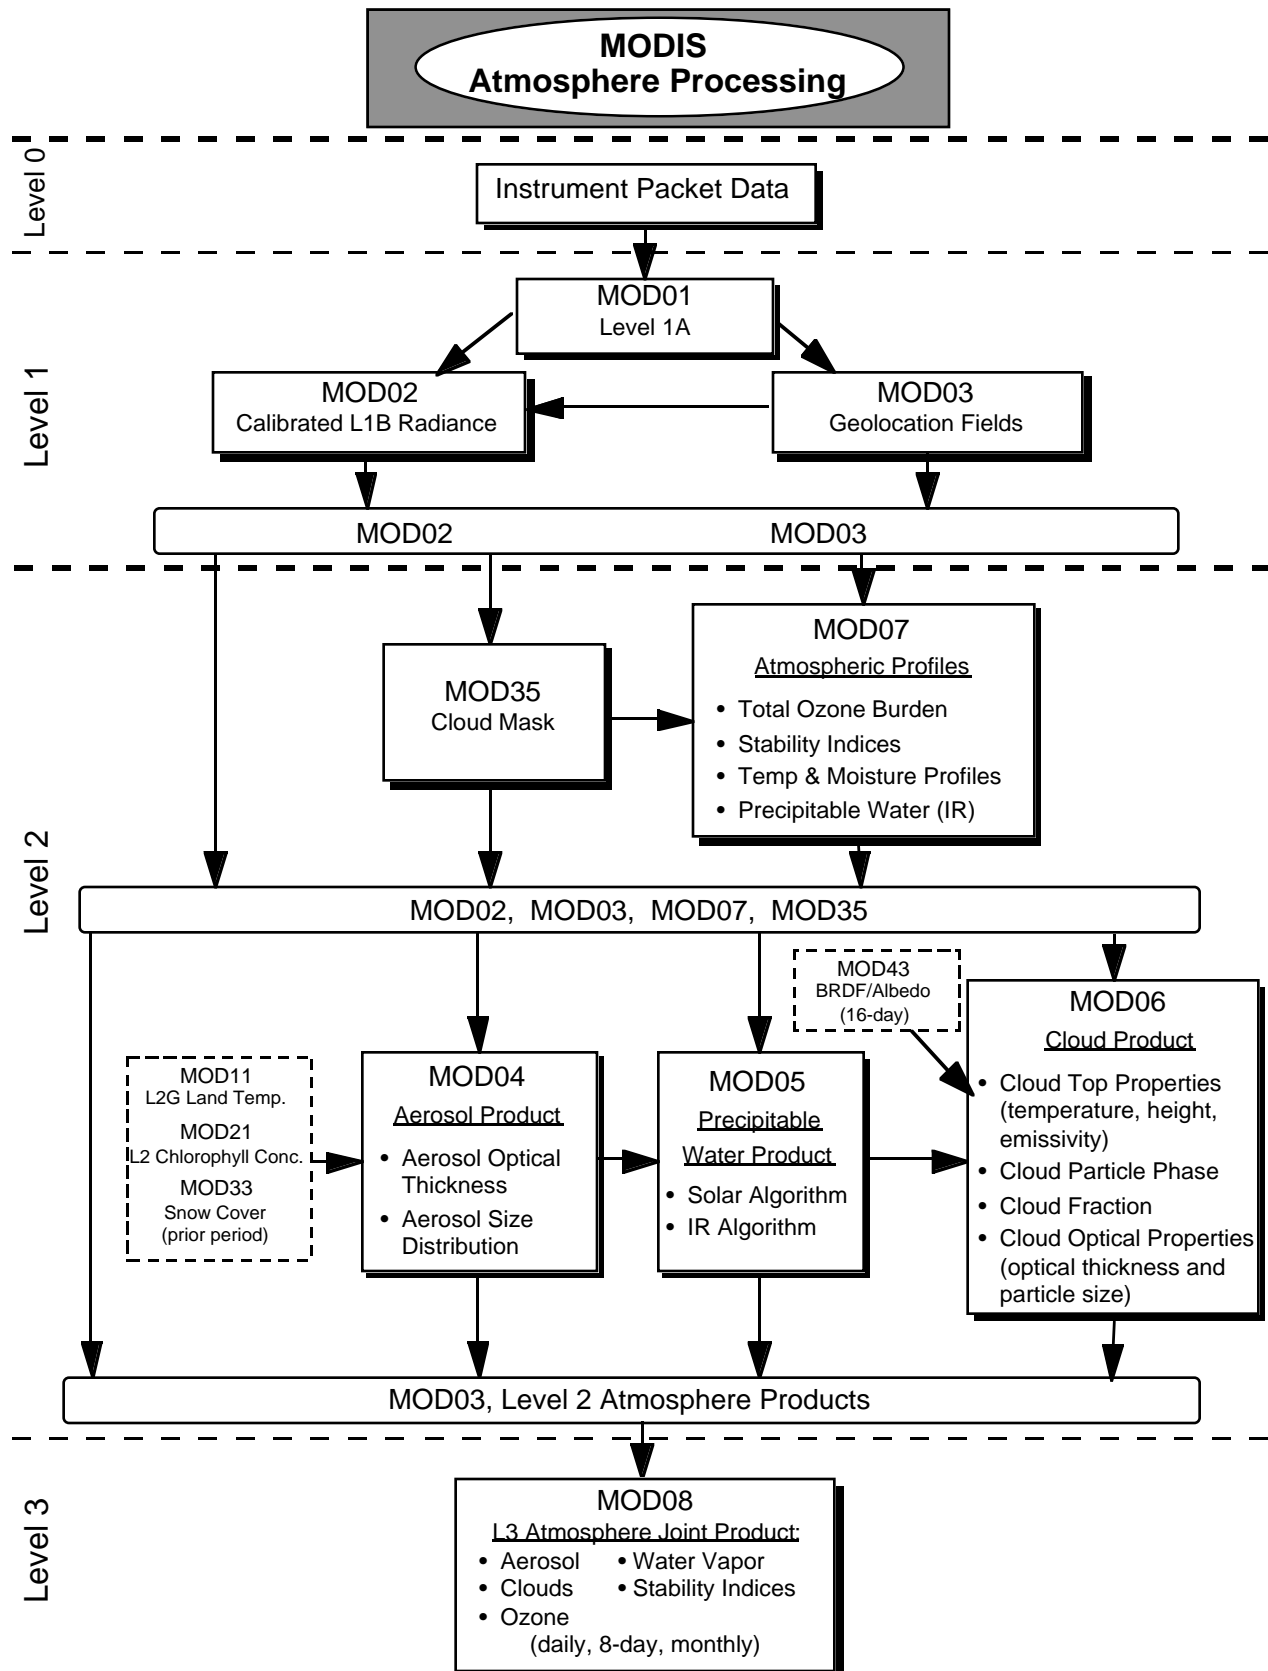 MODIS
Atmosphere Processing
Level 0
Instrument Packet Data
Level 1
MOD01
Level 1A
MOD02
Calibrated L1B Radiance
MOD03
Geolocation Fields
MOD02
MOD03
Level 2
MOD35
Cloud Mask
MOD07
Atmospheric Profiles
• Total Ozone Burden
• Stability Indices
• Temp & Moisture Profiles
• Precipitable Water (IR)
MOD02, MOD03, MOD07, MOD35
MOD11
L2G Land Temp.
MOD21
L2 Chlorophyll Conc.
MOD33
Snow Cover
(prior period)
MOD04
Aerosol Product
• Aerosol Optical
Thickness
• Aerosol Size
Distribution
MOD05
Precipitable
Water Product
• Solar Algorithm
• IR Algorithm
MOD43
BRDF/Albedo
(16-day)
MOD06
Cloud Product
• Cloud Top Properties
(temperature, height,
emissivity)
• Cloud Particle Phase
• Cloud Fraction
• Cloud Optical Properties
(optical thickness and
particle size)
MOD03, Level 2 Atmosphere Products
Level 3
MOD08
L3 Atmosphere Joint Product:
• Aerosol • Water Vapor
• Clouds • Stability Indices
• Ozone
(daily, 8-day, monthly)